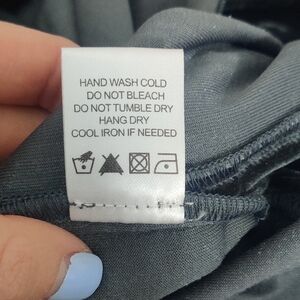 HAND WASH COLD
DO NOT BLEACH
DO NOT TUMBLE DRY
HANG DRY
COOL IRON IF NEEDED